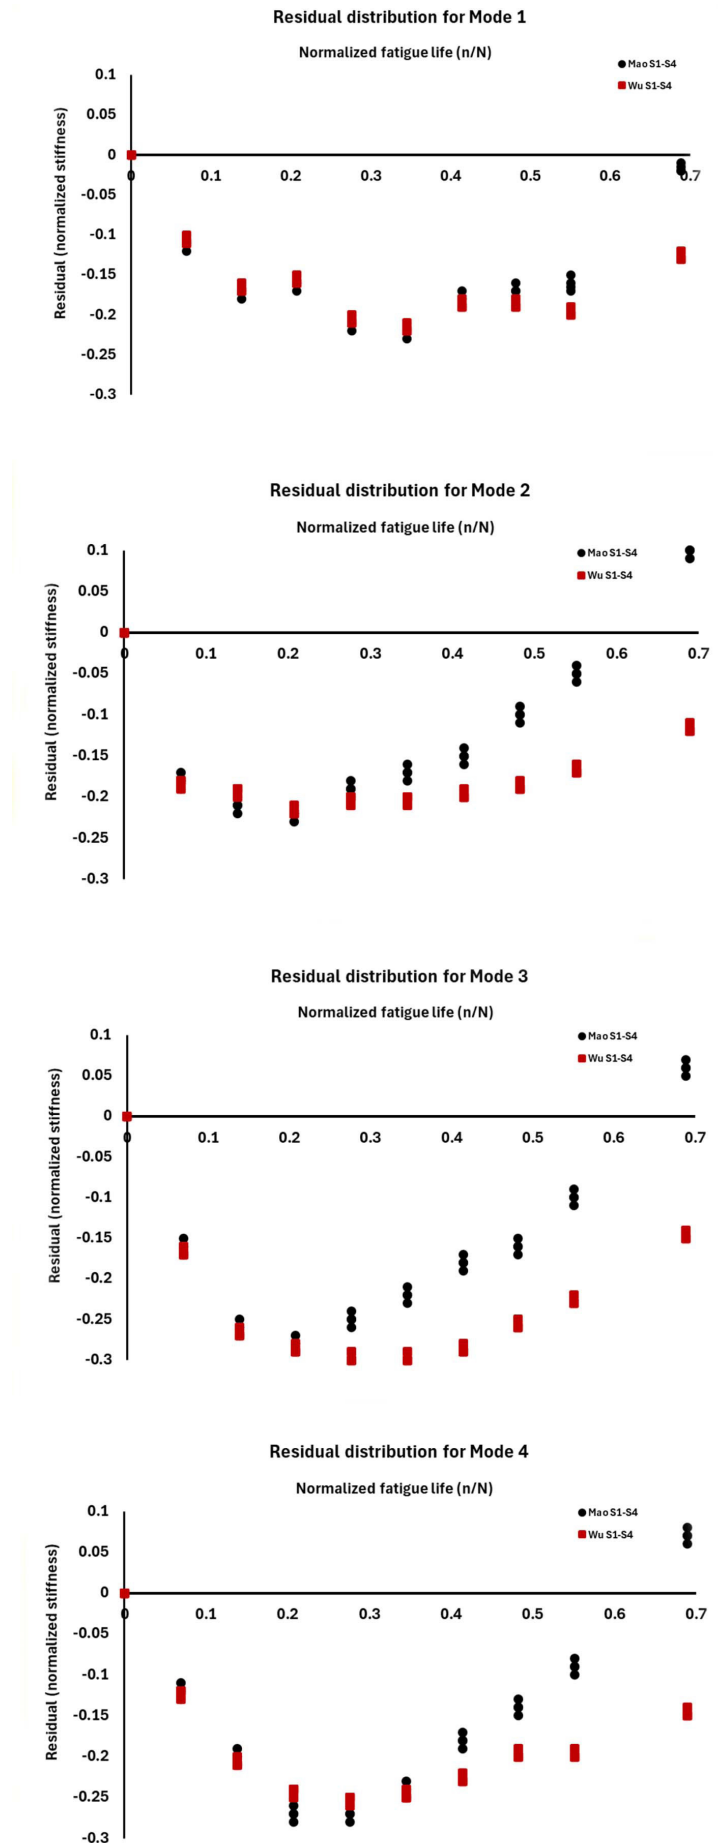 Residual distribution for Mode 1
Normalized fatigue life (n/N)
Mao S1-S4
Wu S1-S4
Residual (normalized stiffness)
0.1
0.05
0
-0.05
-0.1
-0.15
-0.2
-0.25
-0.3
0 0.1 0.2 0.3 0.4 0.5 0.6 0.7
Residual distribution for Mode 2
Normalized fatigue life (n/N)
Mao S1-S4
Wu S1-S4
Residual (normalized stiffness)
0.1
0.05
0
-0.05
-0.1
-0.15
-0.2
-0.25
-0.3
0 0.1 0.2 0.3 0.4 0.5 0.6 0.7
Residual distribution for Mode 3
Normalized fatigue life (n/N)
Mao S1-S4
Wu S1-S4
Residual (normalized stiffness)
0.1
0.05
0
-0.05
-0.1
-0.15
-0.2
-0.25
-0.3
0 0.1 0.2 0.3 0.4 0.5 0.6 0.7
Residual distribution for Mode 4
Normalized fatigue life (n/N)
Mao S1-S4
Wu S1-S4
Residual (normalized stiffness)
0.1
0.05
0
-0.05
-0.1
-0.15
-0.2
-0.25
-0.3
0 0.1 0.2 0.3 0.4 0.5 0.6 0.7